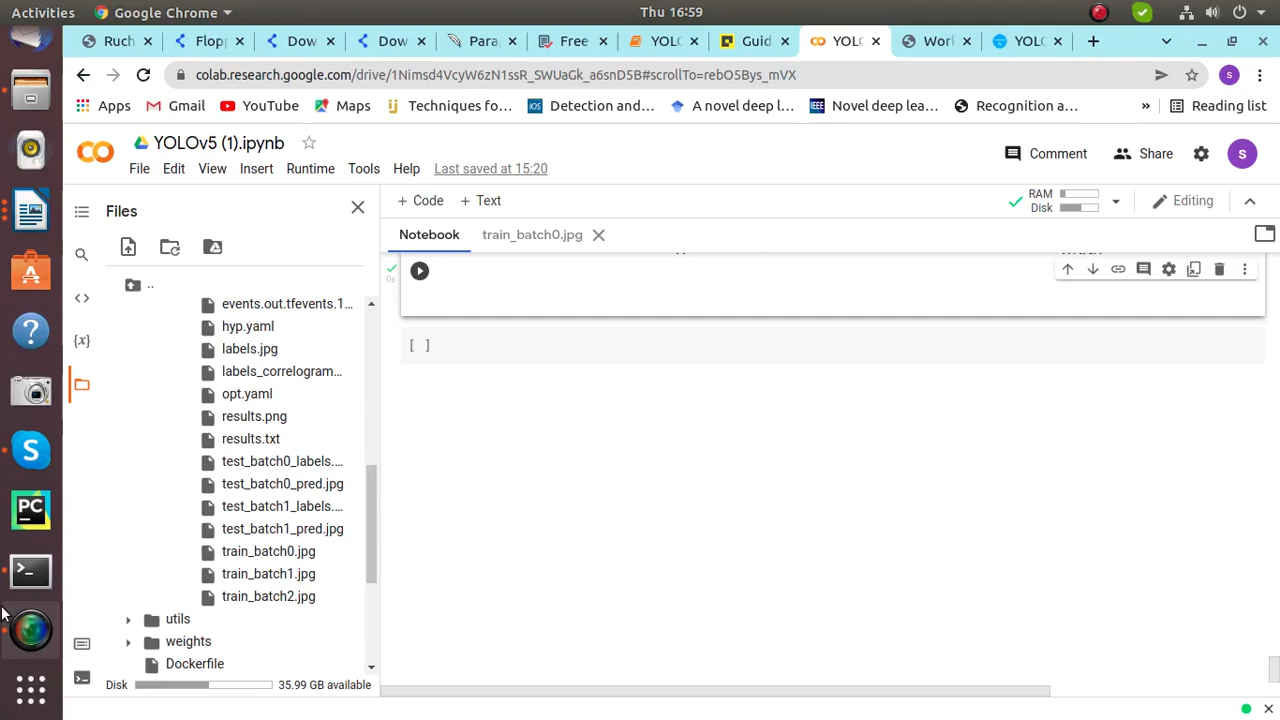 Activities Google Chrome Thu 16:59
Ruch Flopp Dow Dow Para Free YOLO Guid YOLO Work YOLO
colab.research.google.com/drive/1Nimsd4VcyW6zN1ssR_SWUaGk_a6snD5B#scrollTo=rebO5Bys_mVX S
Apps Gmail YouTube Maps Techniques fo... Detection and... A novel deep l... Novel deep lea... Recognition a... » Reading list
CO YOLOv5 (1).ipynb Comment Share S
File Edit View Insert Runtime Tools Help Last saved at 15:20
Files + Code + Text RAM Disk Editing
Notebook train_batch0.jpg
..
0s
events.out.tfevents.1...
hyp.yaml
[ ]
labels.jpg
labels_correlogram...
opt.yaml
results.png
results.txt
test_batch0_labels....
test_batch0_pred.jpg
test_batch1_labels....
test_batch1_pred.jpg
train_batch0.jpg
train_batch1.jpg
train_batch2.jpg
utils
weights
Dockerfile
Disk 35.99 GB available